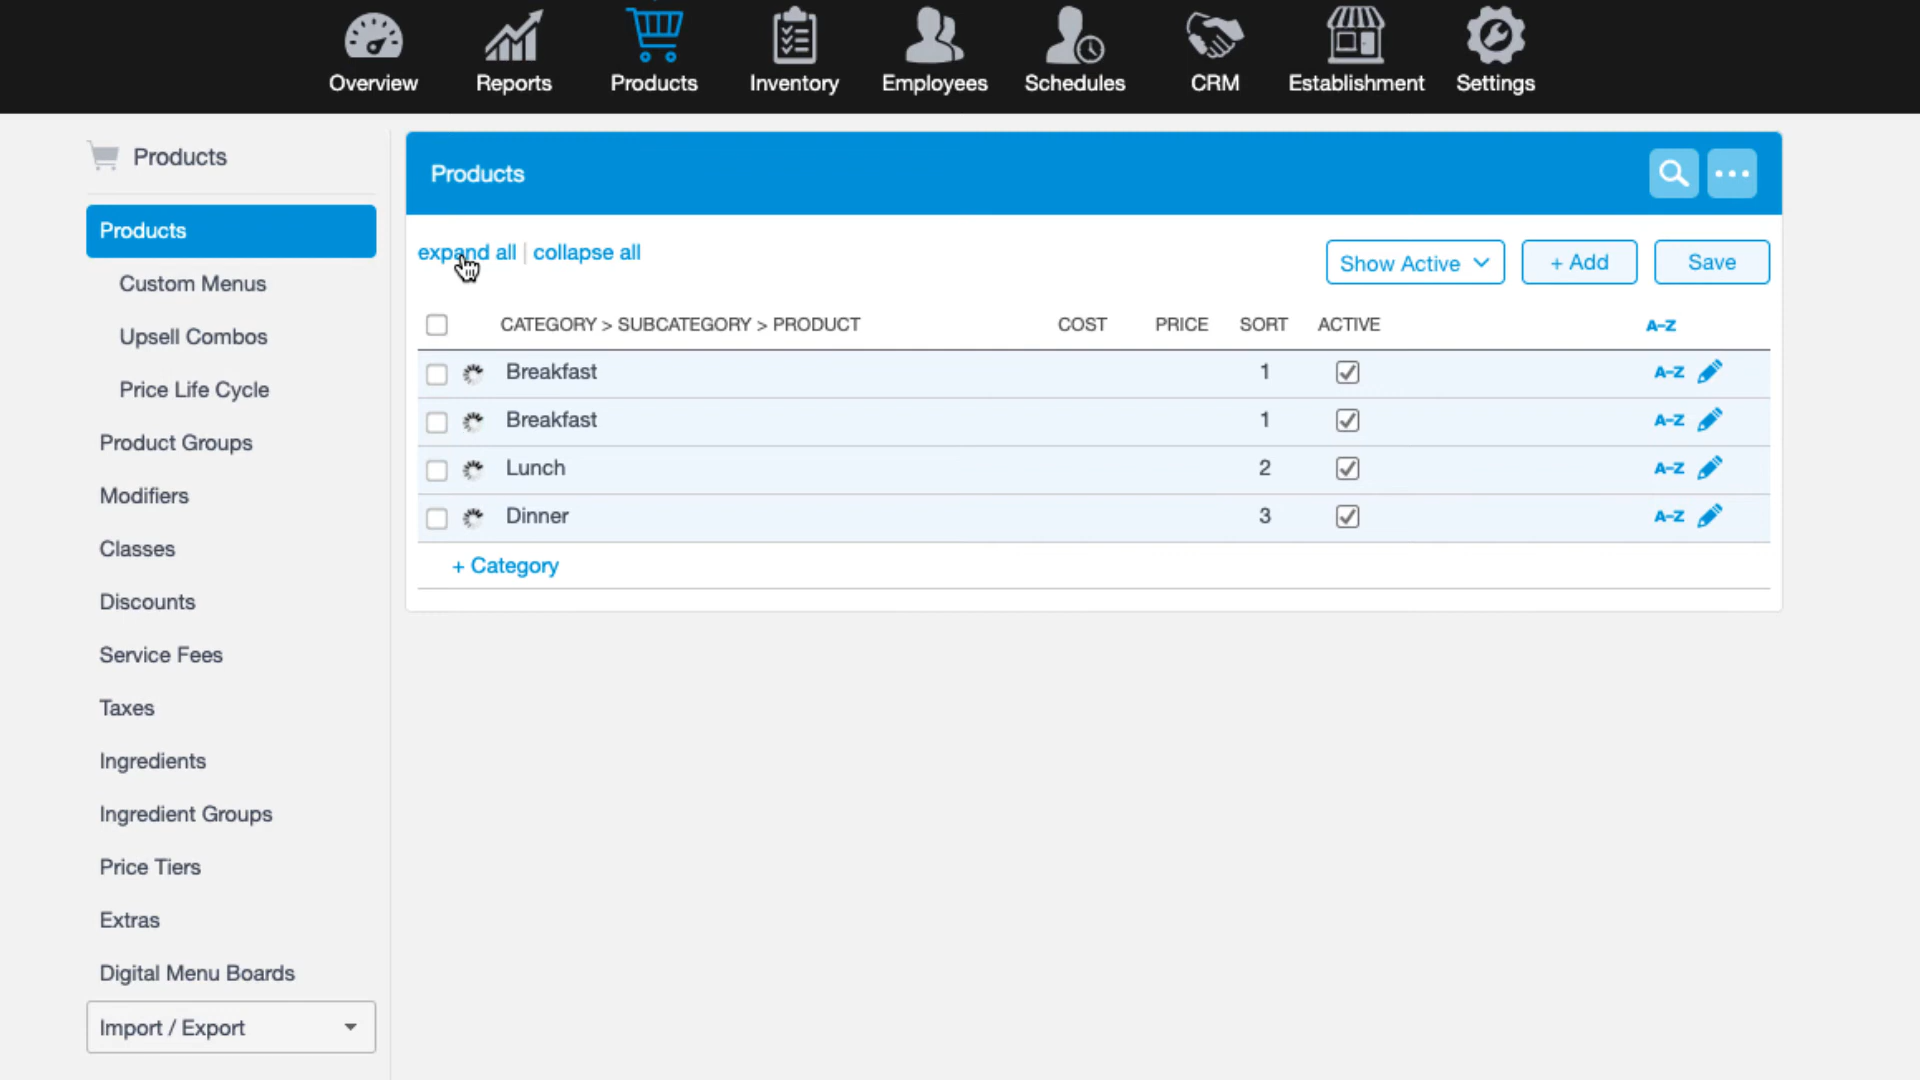 Overview Reports Products Inventory Employees Schedules CRM Establishment Settings
Products
Products
Custom Menus
Upsell Combos
Price Life Cycle
Product Groups
Modifiers
Classes
Discounts
Service Fees
Taxes
Ingredients
Ingredient Groups
Price Tiers
Extras
Digital Menu Boards
Import / Export
Products
expand all | collapse all
Show Active + Add Save
CATEGORY > SUBCATEGORY > PRODUCT COST PRICE SORT ACTIVE A-Z
Breakfast 1 A-Z
Breakfast 1 A-Z
Lunch 2 A-Z
Dinner 3 A-Z
+ Category